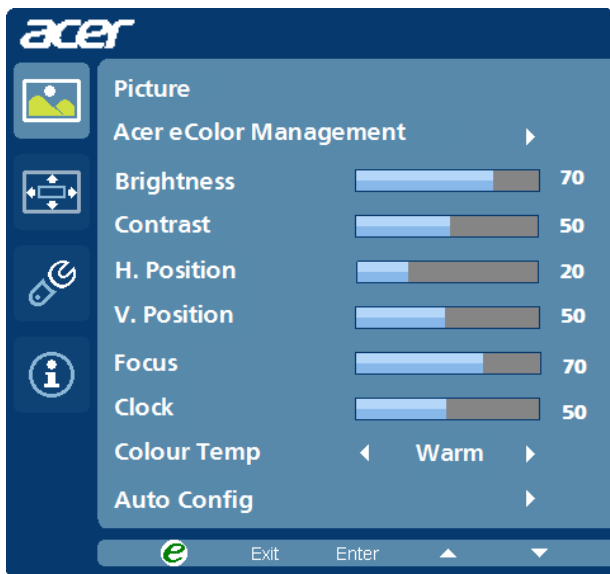 acer
Picture
Acer eColor Management
Brightness 70
Contrast 50
H. Position 20
V. Position 50
Focus 70
Clock 50
Colour Temp Warm
Auto Config
e Exit Enter